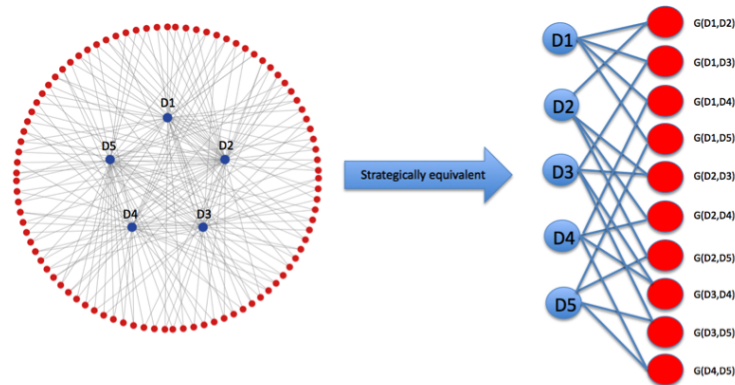 D1
D5
D2
D4
D3
Strategically equivalent
D1
D2
D3
D4
D5
G(D1,D2)
G(D1,D3)
G(D1,D4)
G(D1,D5)
G(D2,D3)
G(D2,D4)
G(D2,D5)
G(D3,D4)
G(D3,D5)
G(D4,D5)